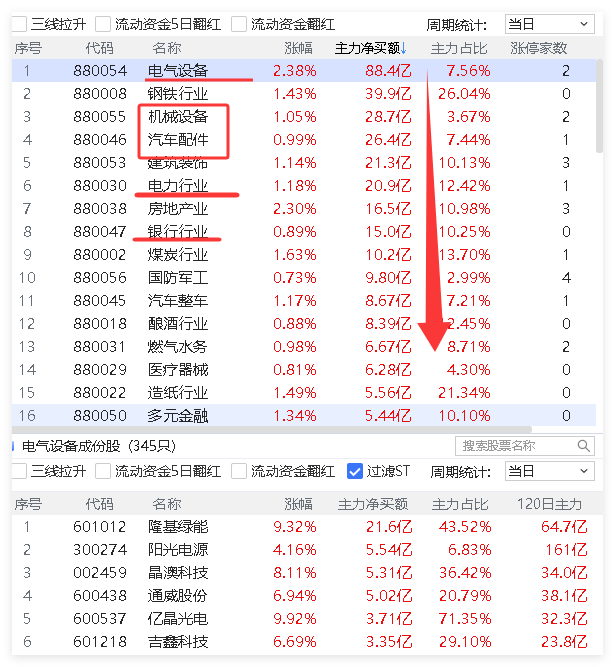 三线拉升 流动资金5日翻红 流动资金翻红 周期统计: 当日
序号 代码 名称 涨幅 主力净买额↓ 主力占比 涨停家数
1 880054 电气设备 2.38% 88.4亿 7.56% 2
2 880008 钢铁行业 1.43% 39.9亿 26.04% 0
3 880055 机械设备 1.05% 28.7亿 3.67% 2
4 880046 汽车配件 0.99% 26.4亿 7.44% 1
5 880053 建筑装饰 1.14% 21.3亿 10.13% 3
6 880030 电力行业 1.18% 20.9亿 12.42% 1
7 880038 房地产业 2.30% 16.5亿 10.98% 3
8 880047 银行行业 0.89% 15.0亿 10.25% 0
9 880002 煤炭行业 1.63% 10.2亿 13.70% 1
10 880056 国防军工 0.73% 9.80亿 2.99% 4
11 880045 汽车整车 1.17% 8.67亿 7.21% 1
12 880018 酿酒行业 0.88% 8.39亿 2.45% 0
13 880031 燃气水务 0.98% 6.67亿 8.71% 2
14 880029 医疗器械 0.81% 6.28亿 4.30% 0
15 880022 造纸行业 1.49% 5.56亿 21.34% 0
16 880050 多元金融 1.34% 5.44亿 10.10% 0
电气设备成份股 (345只) 搜索股票名称
三线拉升 流动资金5日翻红 流动资金翻红 过滤ST 周期统计: 当日
序号 代码 名称 涨幅 主力净买额 主力占比 120日主力
1 601012 隆基绿能 9.32% 21.6亿 43.52% 64.7亿
2 300274 阳光电源 4.16% 5.54亿 6.83% 161亿
3 002459 晶澳科技 8.11% 5.31亿 36.42% 34.0亿
4 600438 通威股份 6.94% 5.02亿 20.79% 38.1亿
5 600537 亿晶光电 9.92% 3.71亿 71.35% 32.3亿
6 601218 吉鑫科技 6.69% 3.35亿 29.10% 23.8亿